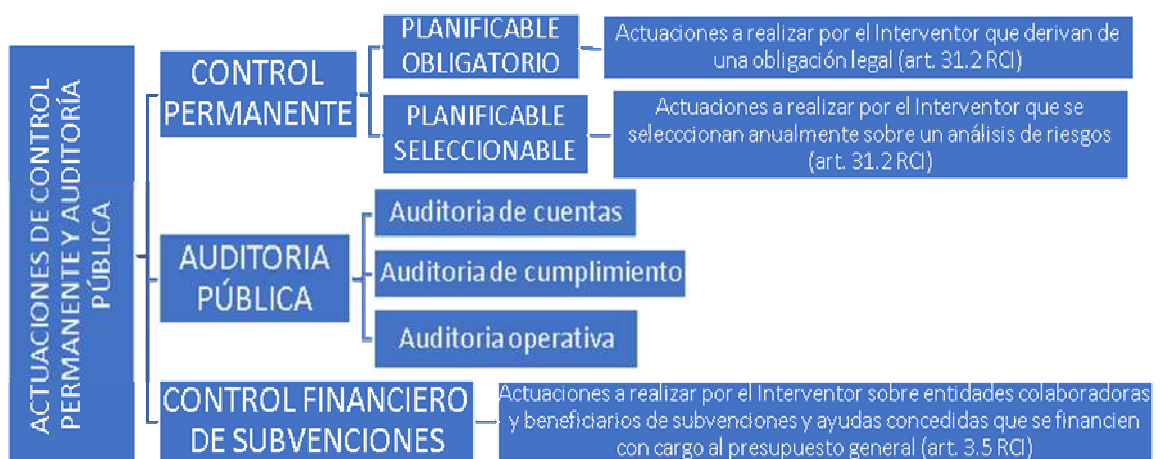 ACTUACIONES DE CONTROL
PERMANENTE Y AUDITORÍA
PÚBLICA
CONTROL
PERMANENTE
PLANIFICABLE
OBLIGATORIO
Actuaciones a realizar por el Interventor que derivan de
una obligación legal (art. 31.2 RCI)
PLANIFICABLE
SELECCIONABLE
Actuaciones a realizar por el Interventor que se
selecccionan anualmente sobre un análisis de riesgos
(art. 31.2 RCI)
AUDITORIA
PÚBLICA
Auditoria de cuentas
Auditoria de cumplimiento
Auditoria operativa
CONTROL FINANCIERO
DE SUBVENCIONES
Actuaciones a realizar por el Interventor sobre entidades colaboradoras
y beneficiarios de subvenciones y ayudas concedidas que se financien
con cargo al presupuesto general (art. 3.5 RCI)